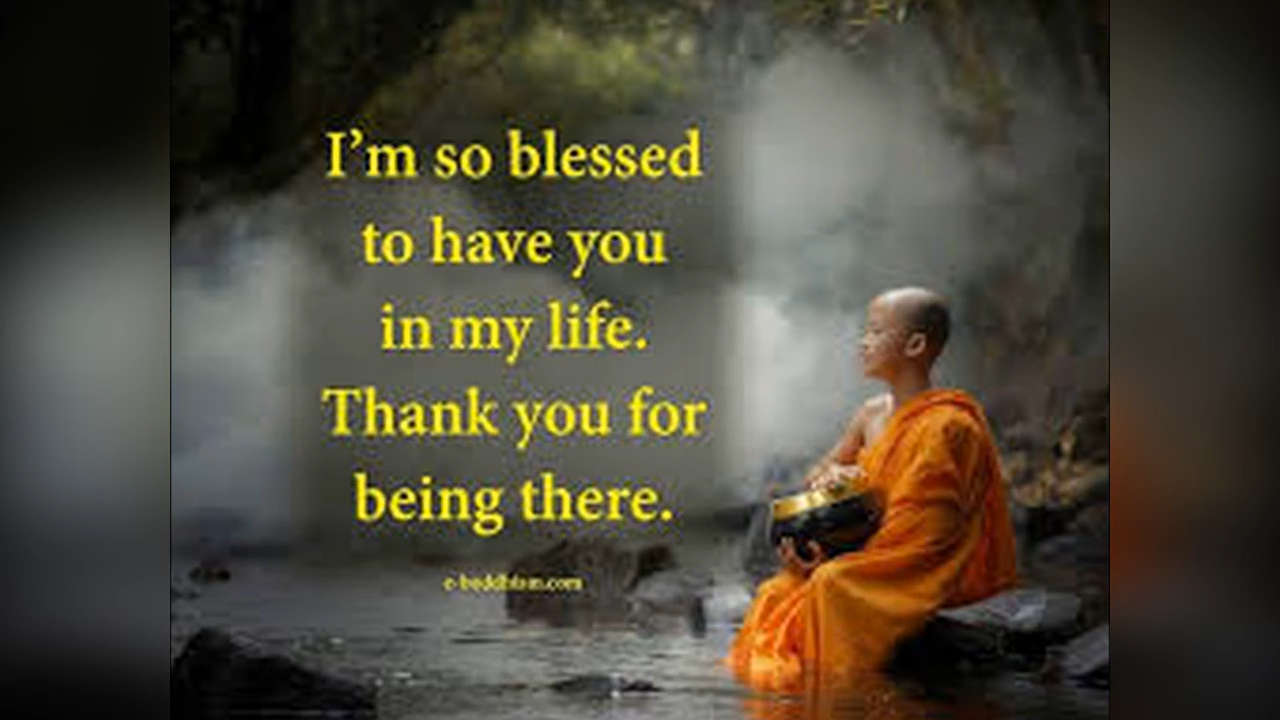 I'm so blessed
to have you
in my life.
Thank you for
being there.
e-buddhism.com